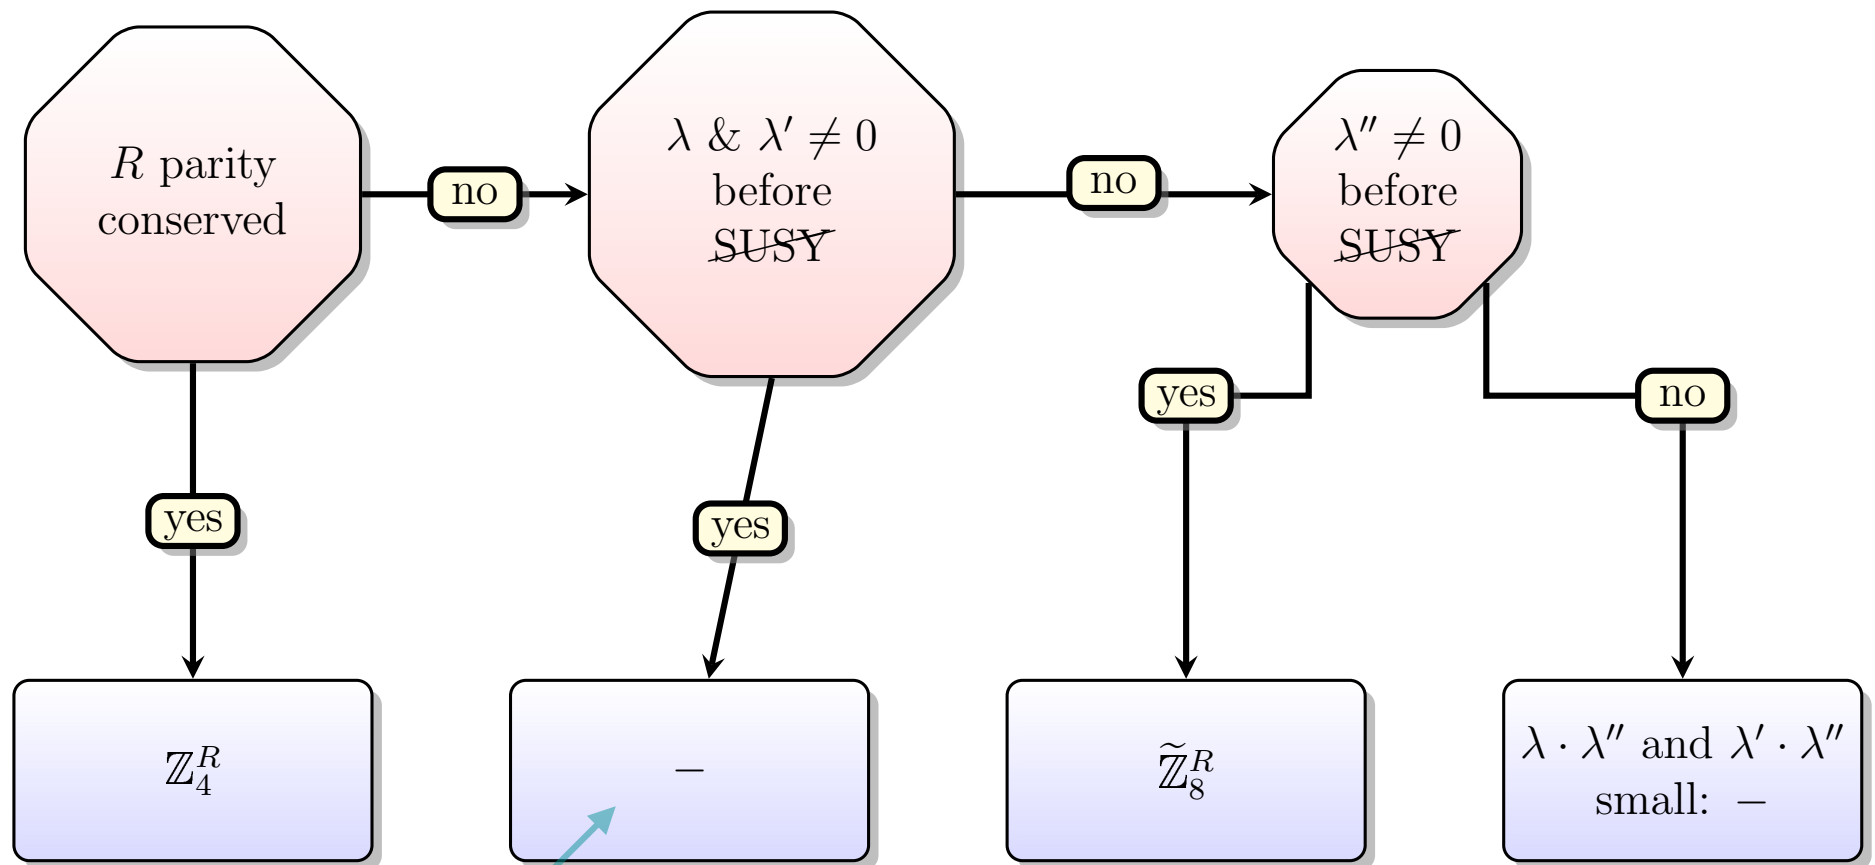 R parity
conserved
no
λ & λ′ ≠ 0
before
SUSY
no
λ″ ≠ 0
before
SUSY
yes
no
yes
yes
ℤ₄ᴿ
–
ℤ̃₈ᴿ
λ · λ″ and λ′ · λ″
small: –